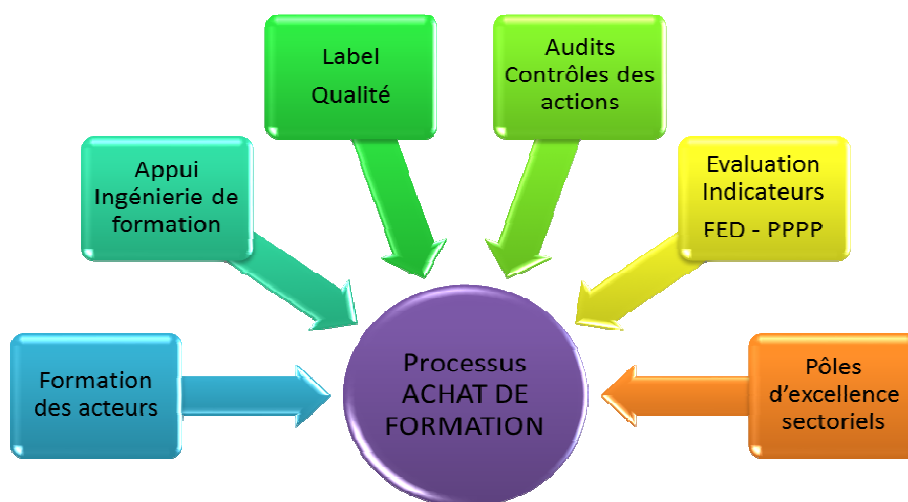 Formation
des acteurs
Appui
Ingénierie de
formation
Label
Qualité
Audits
Contrôles des
actions
Evaluation
Indicateurs
FED - PPPP
Pôles
d’excellence
sectoriels
Processus
ACHAT DE
FORMATION